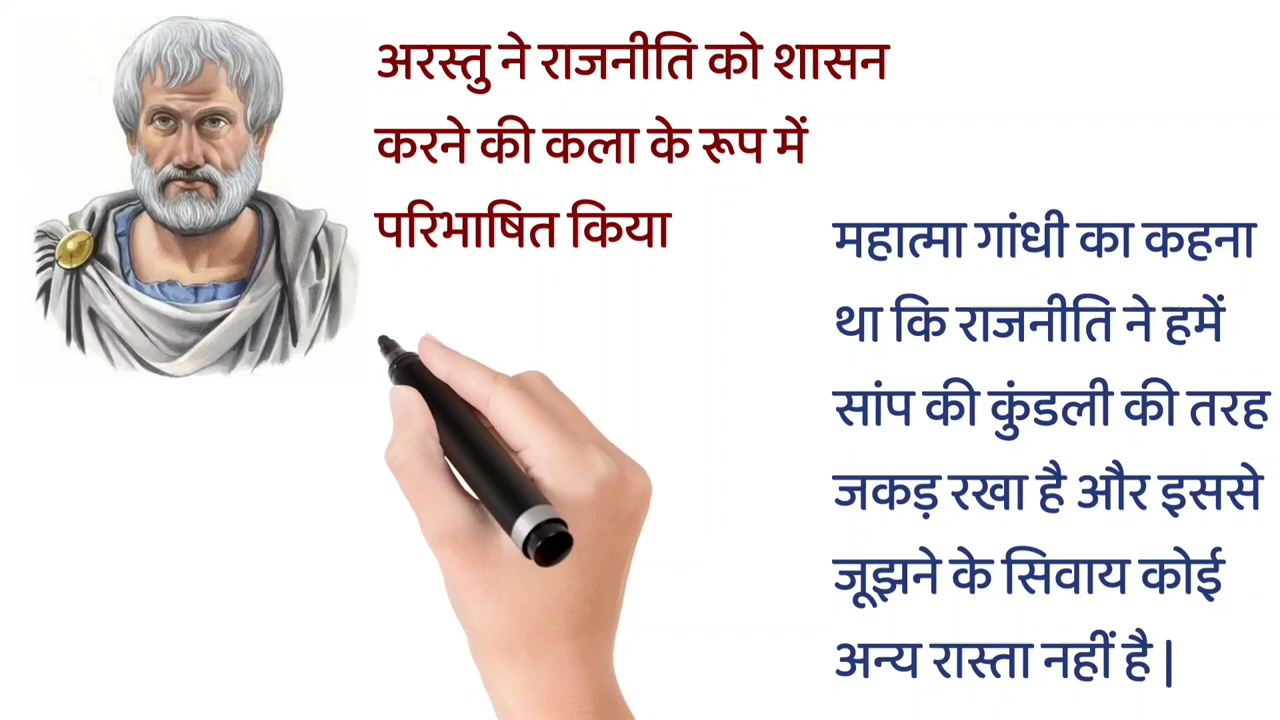 अरस्तु ने राजनीति को शासन
करने की कला के रूप में
परिभाषित किया
महात्मा गांधी का कहना
था कि राजनीति ने हमें
सांप की कुंडली की तरह
जकड़ रखा है और इससे
जूझने के सिवाय कोई
अन्य रास्ता नहीं है |